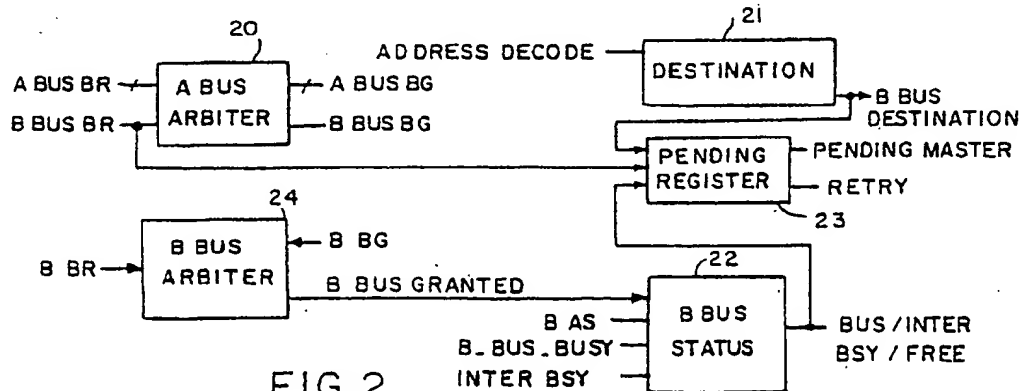 20
A BUS BR
A BUS
ARBITER
A BUS BG
B BUS BR
B BUS BG
21
ADDRESS DECODE
DESTINATION
B BUS
DESTINATION
PENDING
REGISTER
PENDING MASTER
RETRY
23
24
B BR
B BUS
ARBITER
B BG
B BUS GRANTED
22
B AS
B_BUS_BUSY
INTER BSY
B BUS
STATUS
BUS/INTER
BSY/FREE
FIG. 2